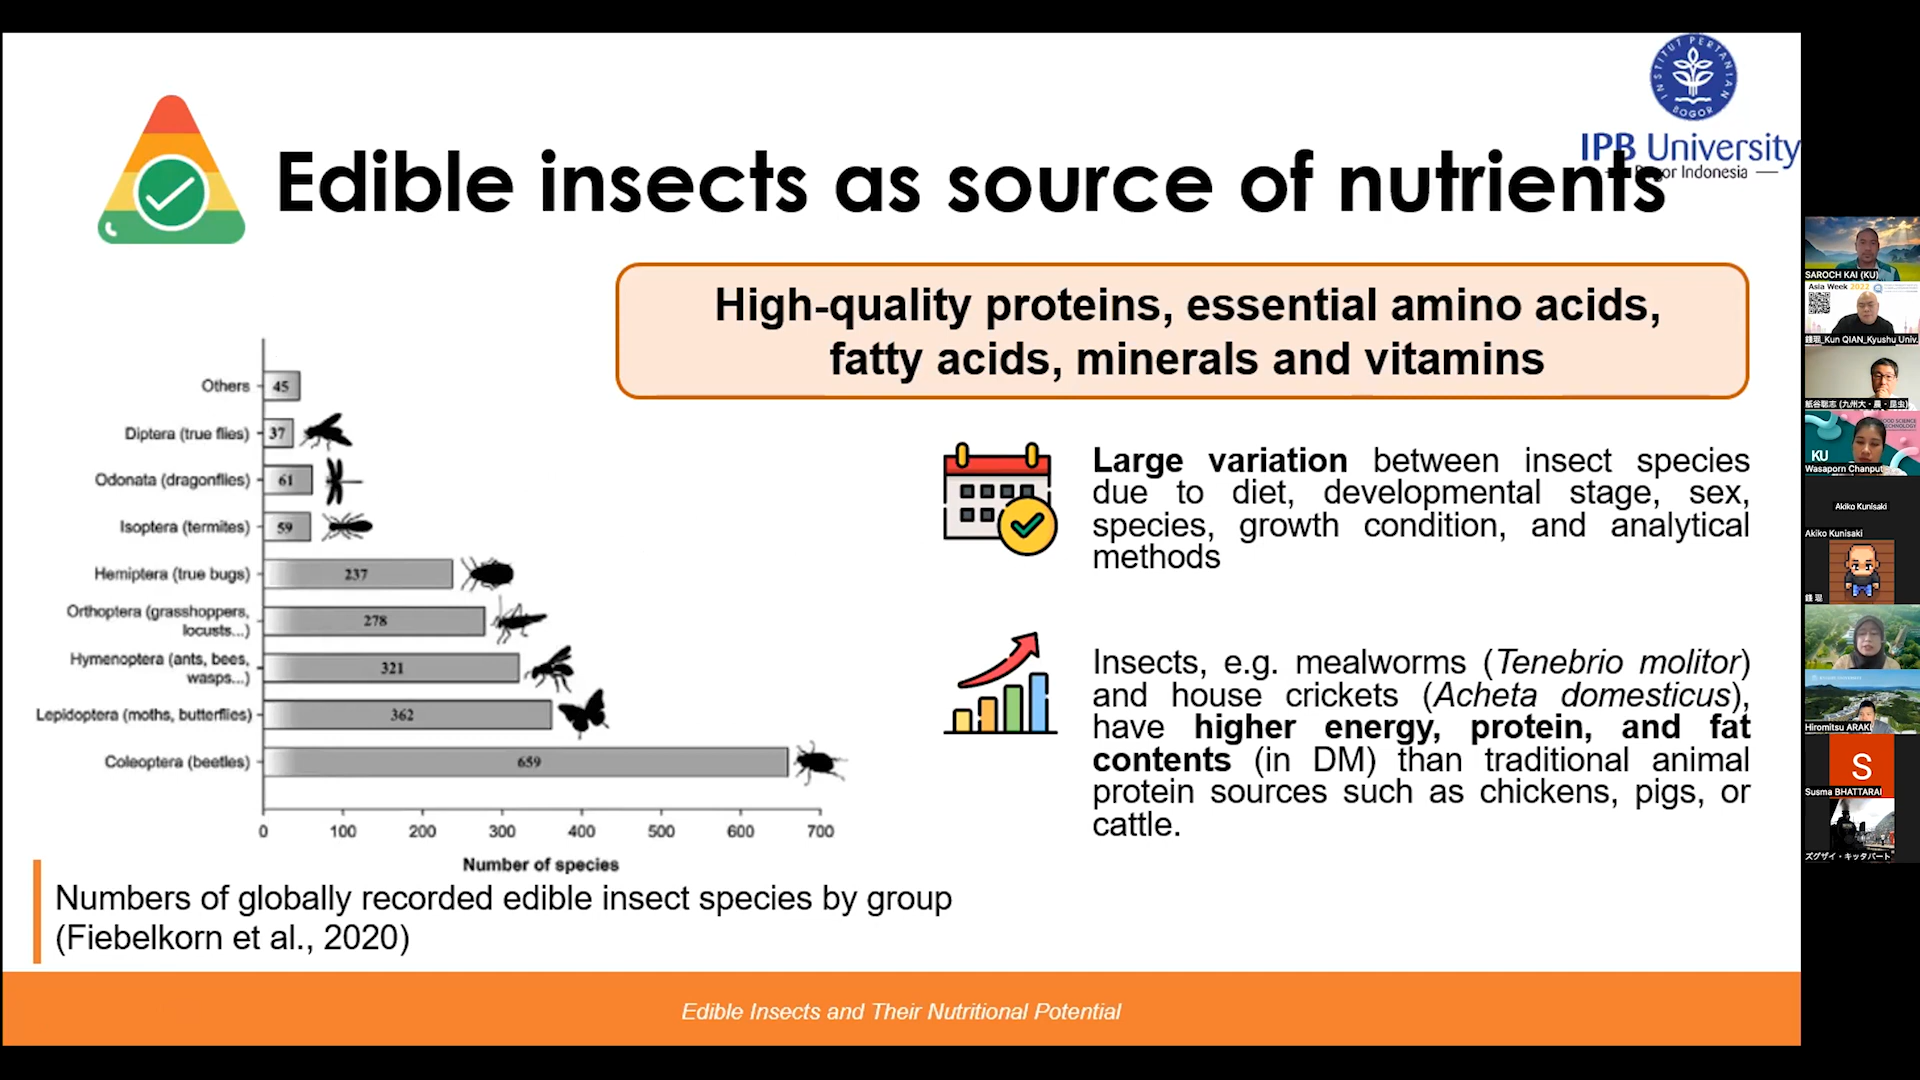 INSTITUT PERTANIAN
BOGOR
IPB University
Bogor Indonesia
Edible insects as source of nutrients
High-quality proteins, essential amino acids,
fatty acids, minerals and vitamins
Others 45
Diptera (true flies) 37
Odonata (dragonflies) 61
Isoptera (termites) 59
Hemiptera (true bugs) 237
Orthoptera (grasshoppers,
locusts...) 278
Hymenoptera (ants, bees,
wasps...) 321
Lepidoptera (moths, butterflies) 362
Coleoptera (beetles) 659
0 100 200 300 400 500 600 700
Number of species
Numbers of globally recorded edible insect species by group
(Fiebelkorn et al., 2020)
Large variation between insect species
due to diet, developmental stage, sex,
species, growth condition, and analytical
methods
Insects, e.g. mealworms (Tenebrio molitor)
and house crickets (Acheta domesticus),
have higher energy, protein, and fat
contents (in DM) than traditional animal
protein sources such as chickens, pigs, or
cattle.
Edible Insects and Their Nutritional Potential
SAROCH KAI (KU)
Asia Week 2022
錢琨_Kun QIAN_Kyushu Univ.
紙谷聡志 (九州大・農・昆虫)
FOOD SCIENCE
TECHNOLOGY
KU
Wasaporn Chanput
Akiko Kunisaki
Akiko Kunisaki
錢 琨
Hiromitsu ARAKI
S
Susma BHATTARAI
ズグザイ・キッタパート